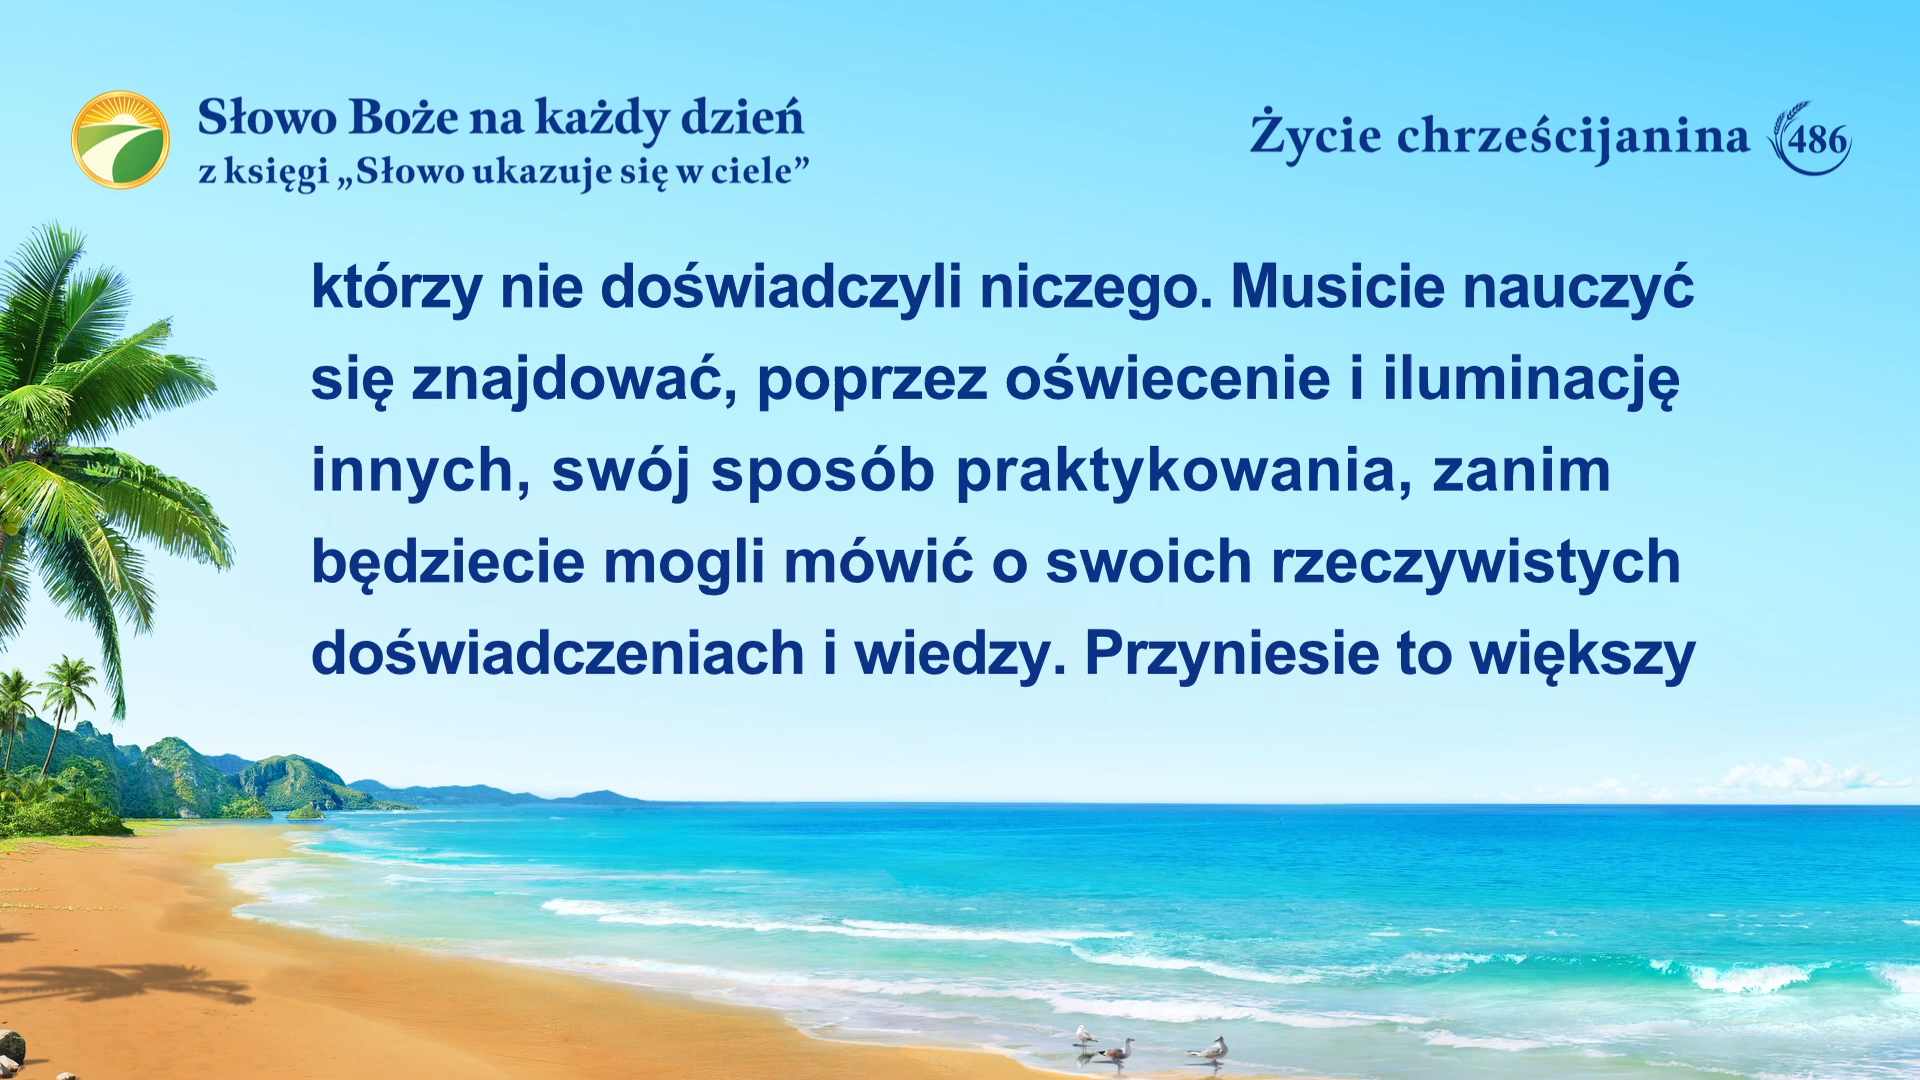 Słowo Boże na każdy dzień
z księgi „Słowo ukazuje się w ciele”
Życie chrześcijanina 486
którzy nie doświadczyli niczego. Musicie nauczyć
się znajdować, poprzez oświecenie i iluminację
innych, swój sposób praktykowania, zanim
będziecie mogli mówić o swoich rzeczywistych
doświadczeniach i wiedzy. Przyniesie to większy